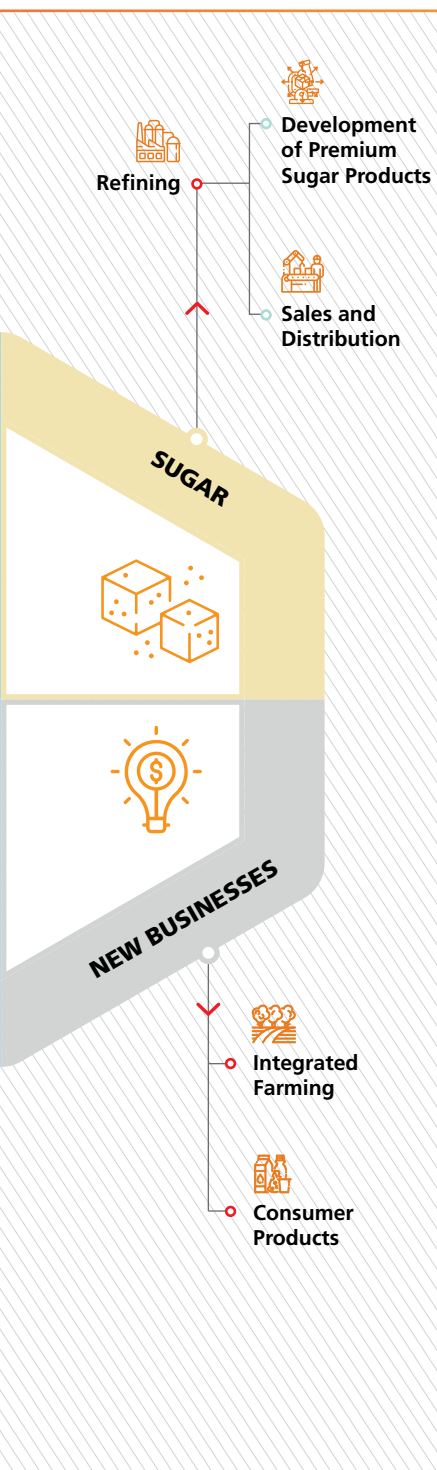 Development
of Premium
Sugar Products
Refining
Sales and
Distribution
SUGAR
$
NEW BUSINESSES
Integrated
Farming
Consumer
Products